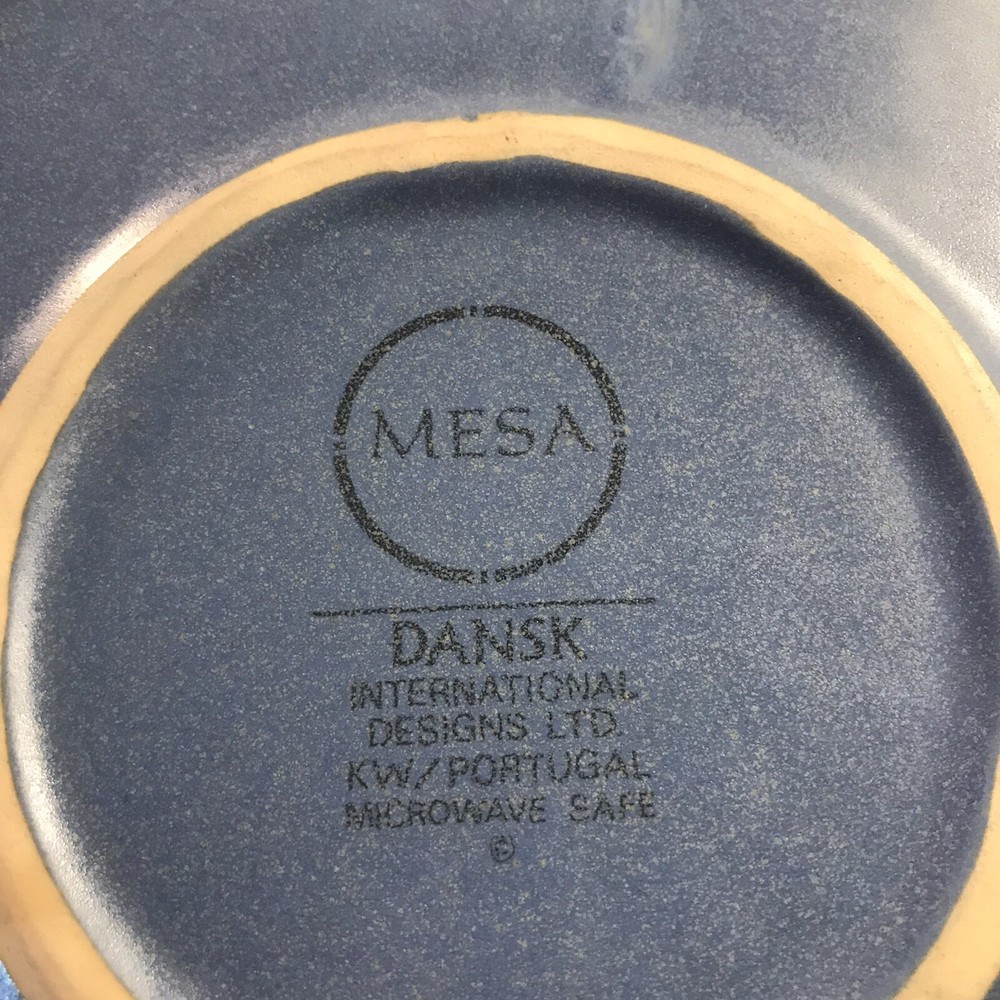 MESA
DANSK
INTERNATIONAL
DESIGNS LTD.
KW/PORTUGAL
MICROWAVE SAFE
©